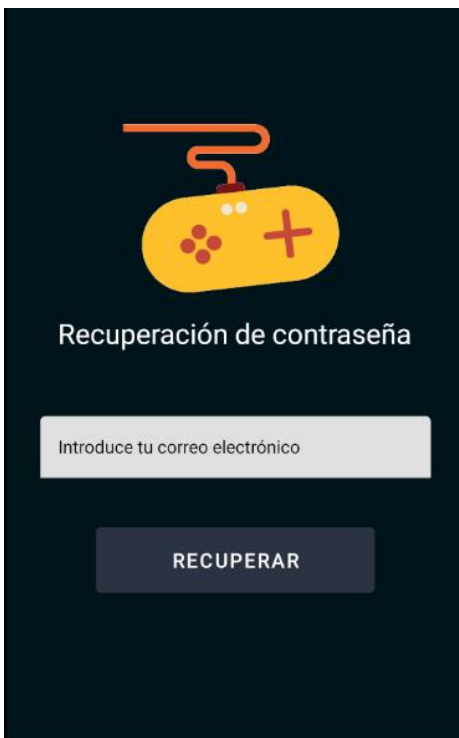 Recuperación de contraseña
Introduce tu correo electrónico
RECUPERAR